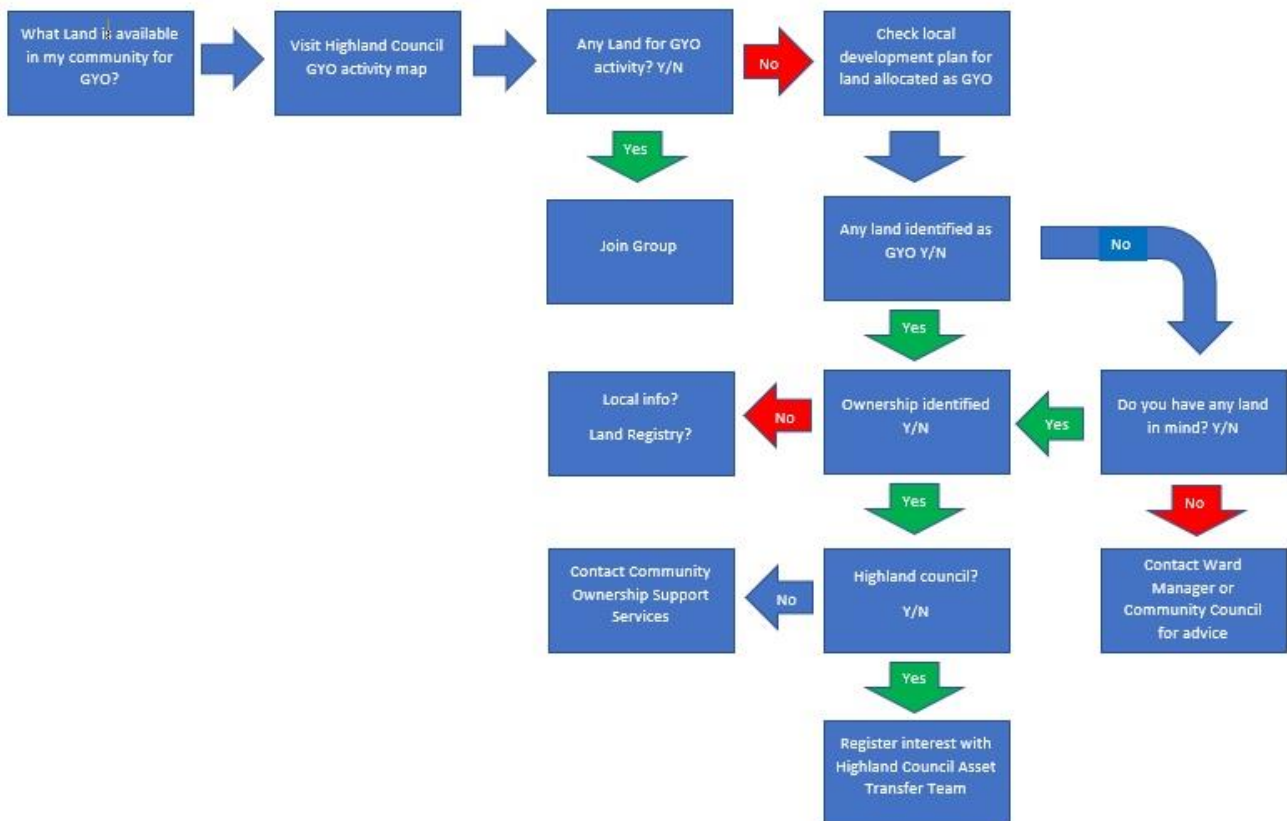 What Land is available
in my community for
GYO?
Visit Highland Council
GYO activity map
Any Land for GYO
activity? Y/N
No
Check local
development plan for
land allocated as GYO
Yes
Join Group
Any land identified as
GYO Y/N
No
Yes
Local info?
Land Registry?
No
Ownership identified
Y/N
Yes
Do you have any land
in mind? Y/N
Yes
No
Contact Community
Ownership Support
Services
No
Highland council?
Y/N
Contact Ward
Manager or
Community Council
for advice
Yes
Register interest with
Highland Council Asset
Transfer Team